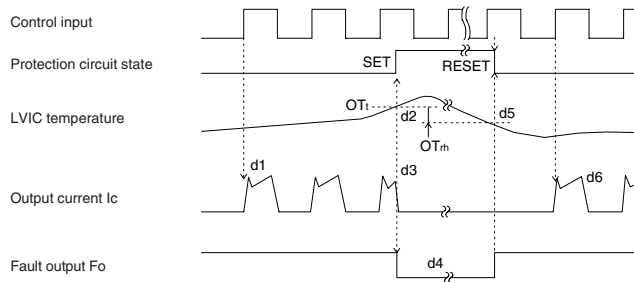 Control input
Protection circuit state
SET
RESET
OTt
LVIC temperature
d2
d5
OTrh
d1
d3
d6
Output current Ic
d4
Fault output Fo